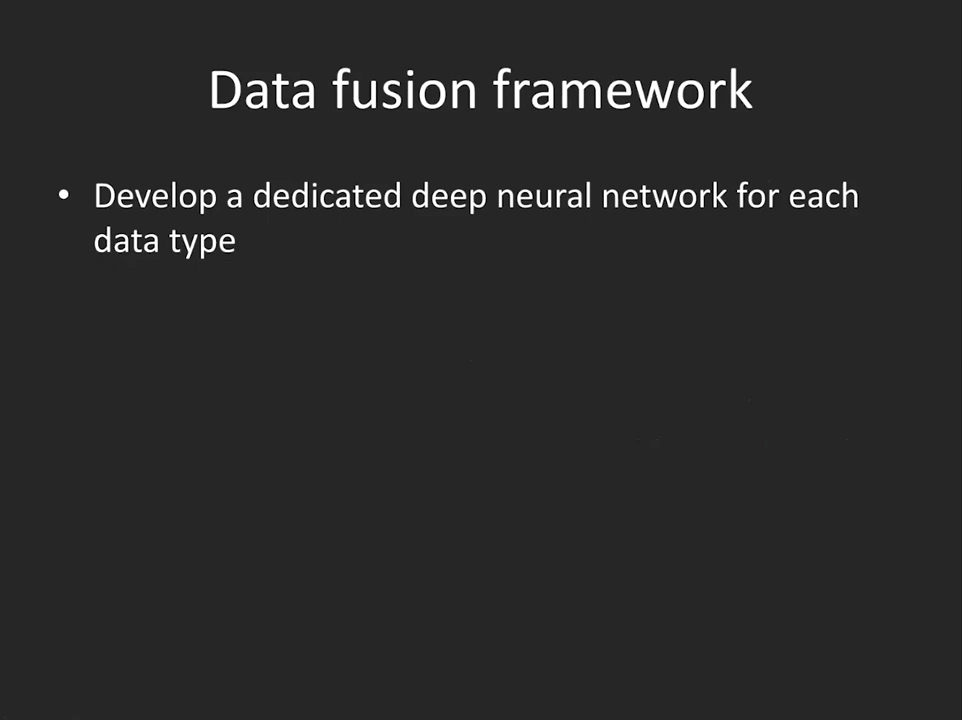 Data fusion framework
• Develop a dedicated deep neural network for each
data type